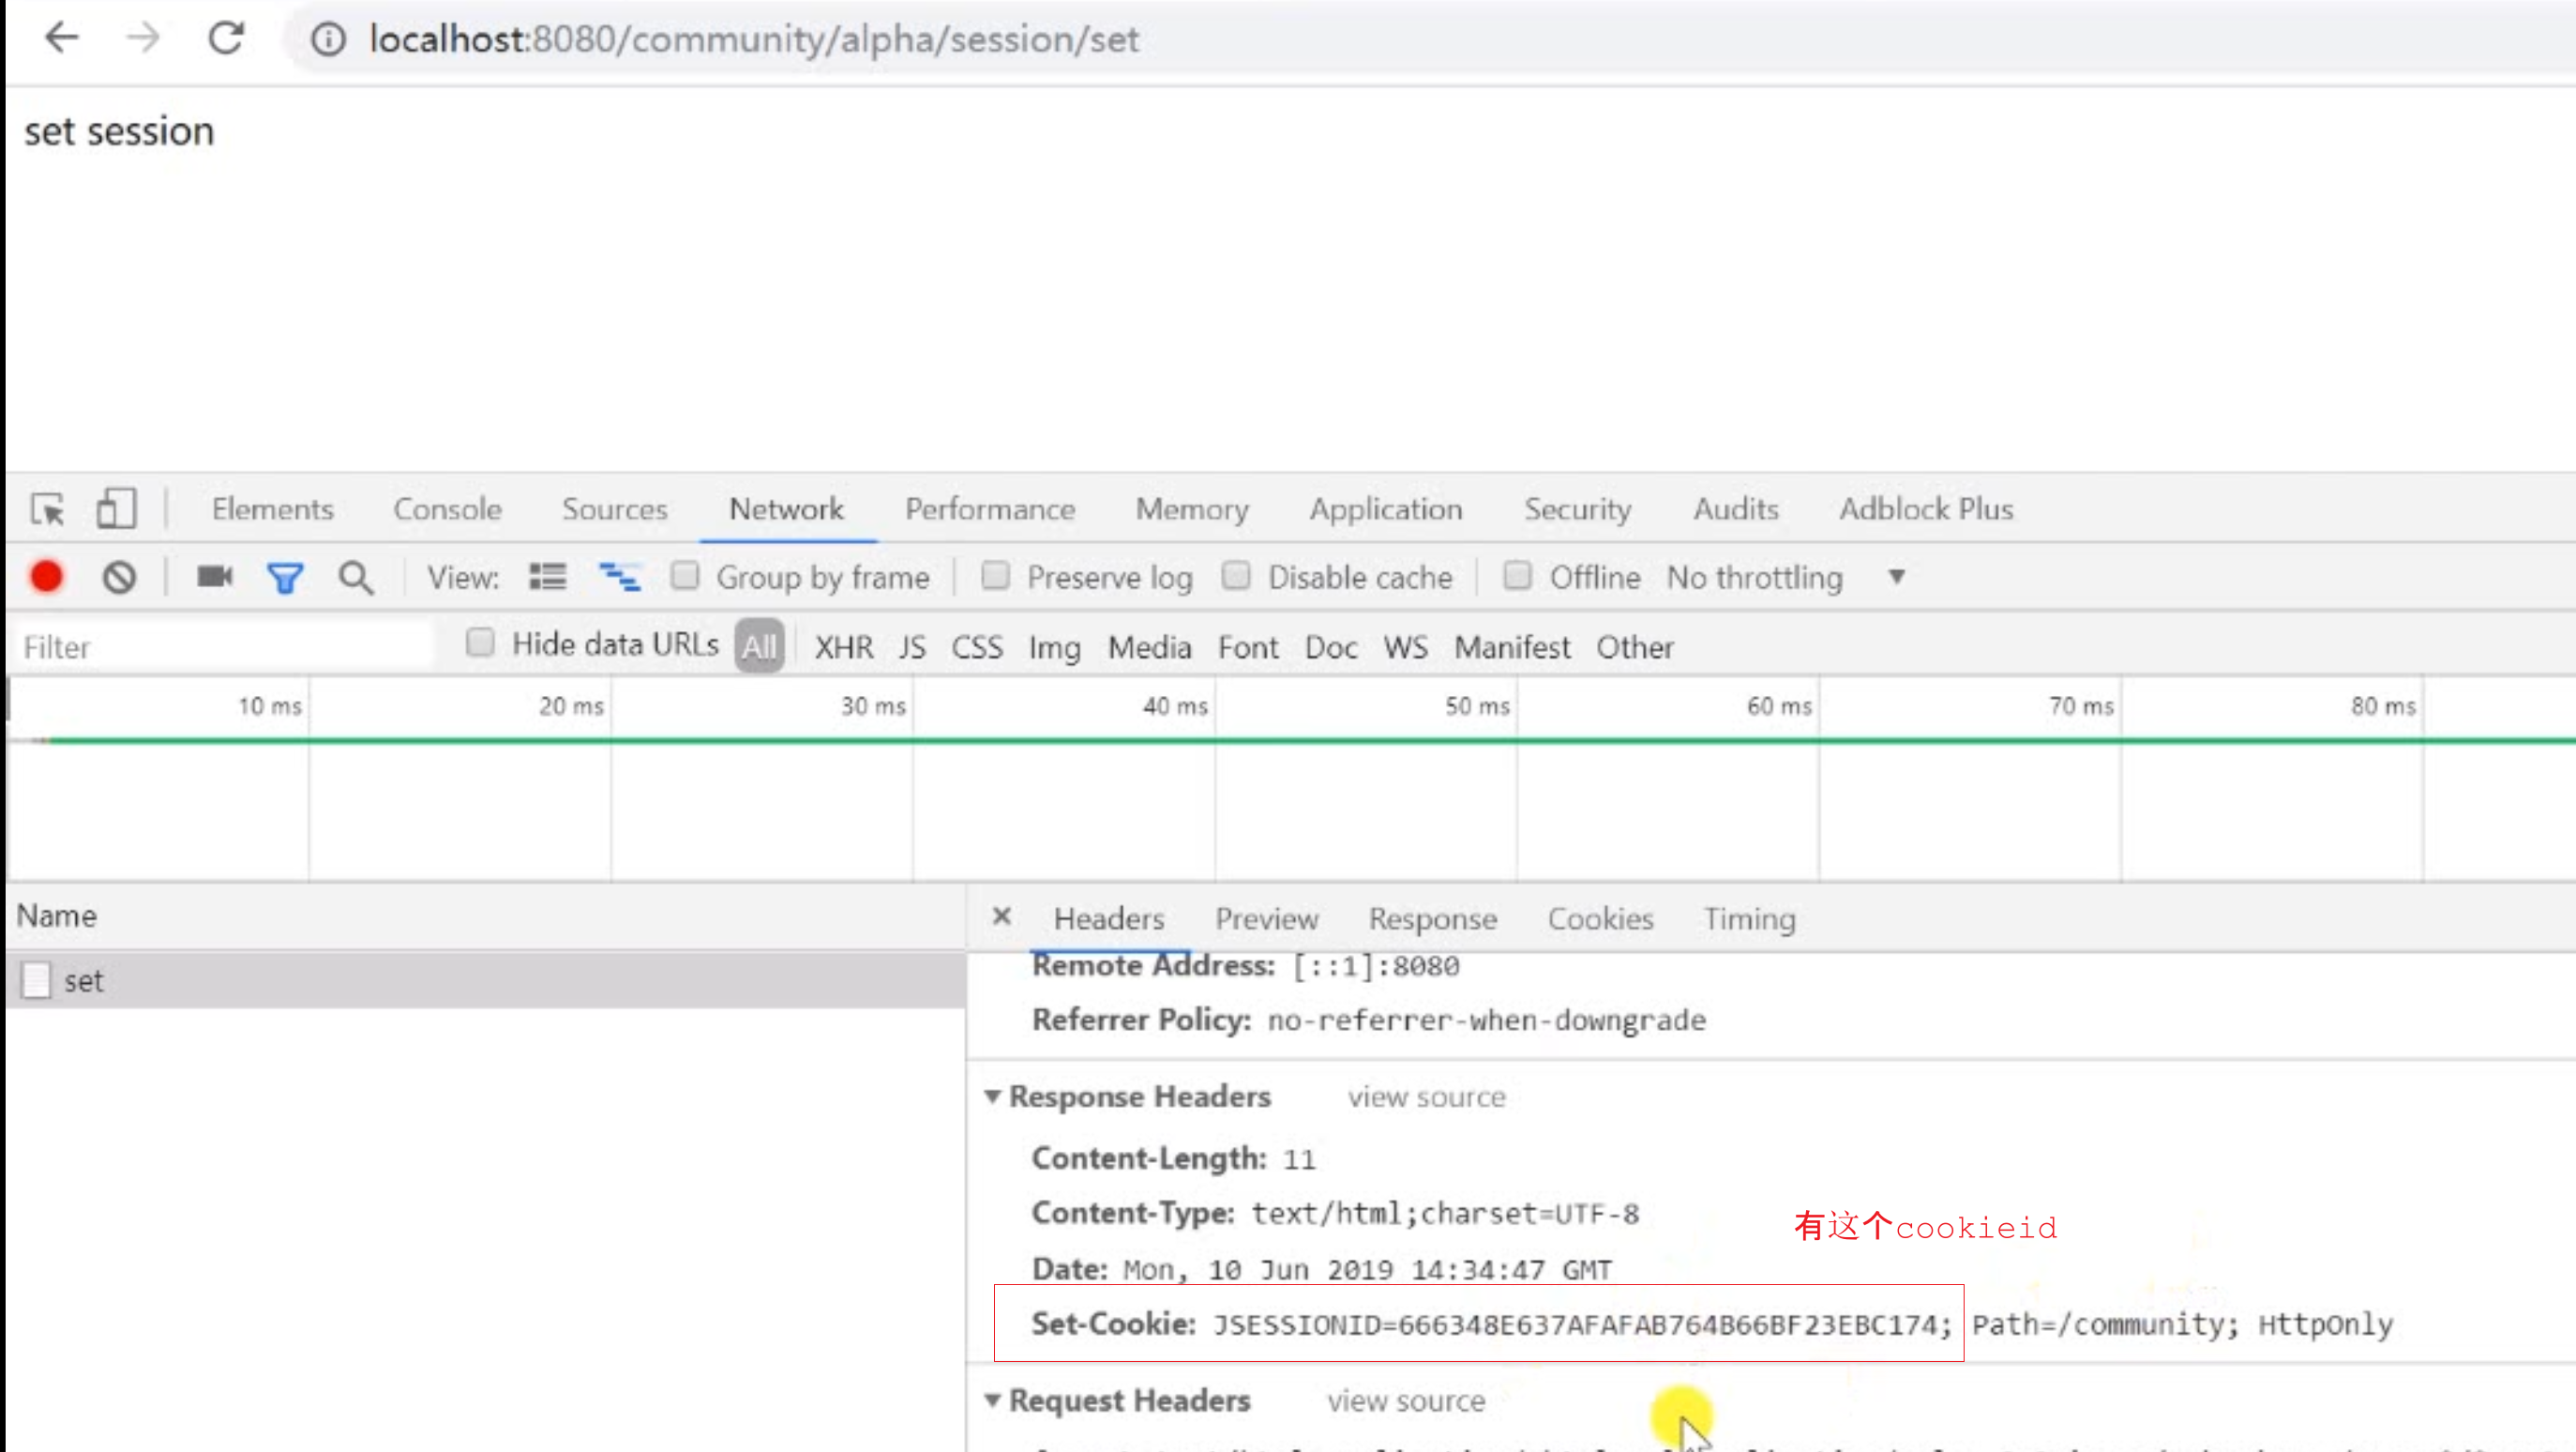 localhost:8080/community/alpha/session/set
set session
Elements Console Sources Network Performance Memory Application Security Audits Adblock Plus
View: Group by frame Preserve log Disable cache Offline No throttling
Filter Hide data URLs All XHR JS CSS Img Media Font Doc WS Manifest Other
10 ms 20 ms 30 ms 40 ms 50 ms 60 ms 70 ms 80 ms
Name
Headers Preview Response Cookies Timing
set
Remote Address: [::1]:8080
Referrer Policy: no-referrer-when-downgrade
Response Headers view source
Content-Length: 11
Content-Type: text/html;charset=UTF-8
有这个cookieid
Date: Mon, 10 Jun 2019 14:34:47 GMT
Set-Cookie: JSESSIONID=666348E637AFAFAB764B66BF23EBC174; Path=/community; HttpOnly
Request Headers view source